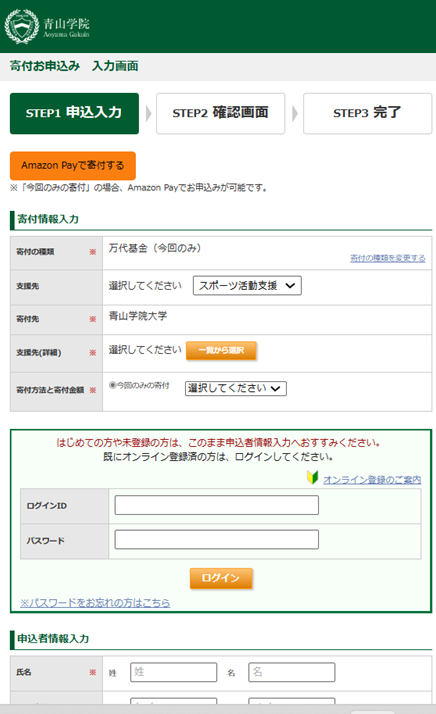 青山学院
Aoyama Gakuin
寄付お申込み 入力画面
STEP1 申込入力
STEP2 確認画面
STEP3 完了
Amazon Payで寄付する
※「今回のみの寄付」の場合、Amazon Payでお申込みが可能です。
寄付情報入力
寄付の種類 ※ 万代基金（今回のみ） 寄付の種類を変更する
支援先 選択してください スポーツ活動支援
寄付先 ※ 青山学院大学
支援先(詳細) ※ 選択してください 一覧から選択
寄付方法と寄付金額 ※ ◉今回のみの寄付 選択してください
はじめての方や未登録の方は、このまま申込者情報入力へおすすみください。
既にオンライン登録済の方は、ログインしてください。
オンライン登録のご案内
ログインID
パスワード
ログイン
※パスワードをお忘れの方はこちら
申込者情報入力
氏名 ※ 姓 姓 名 名